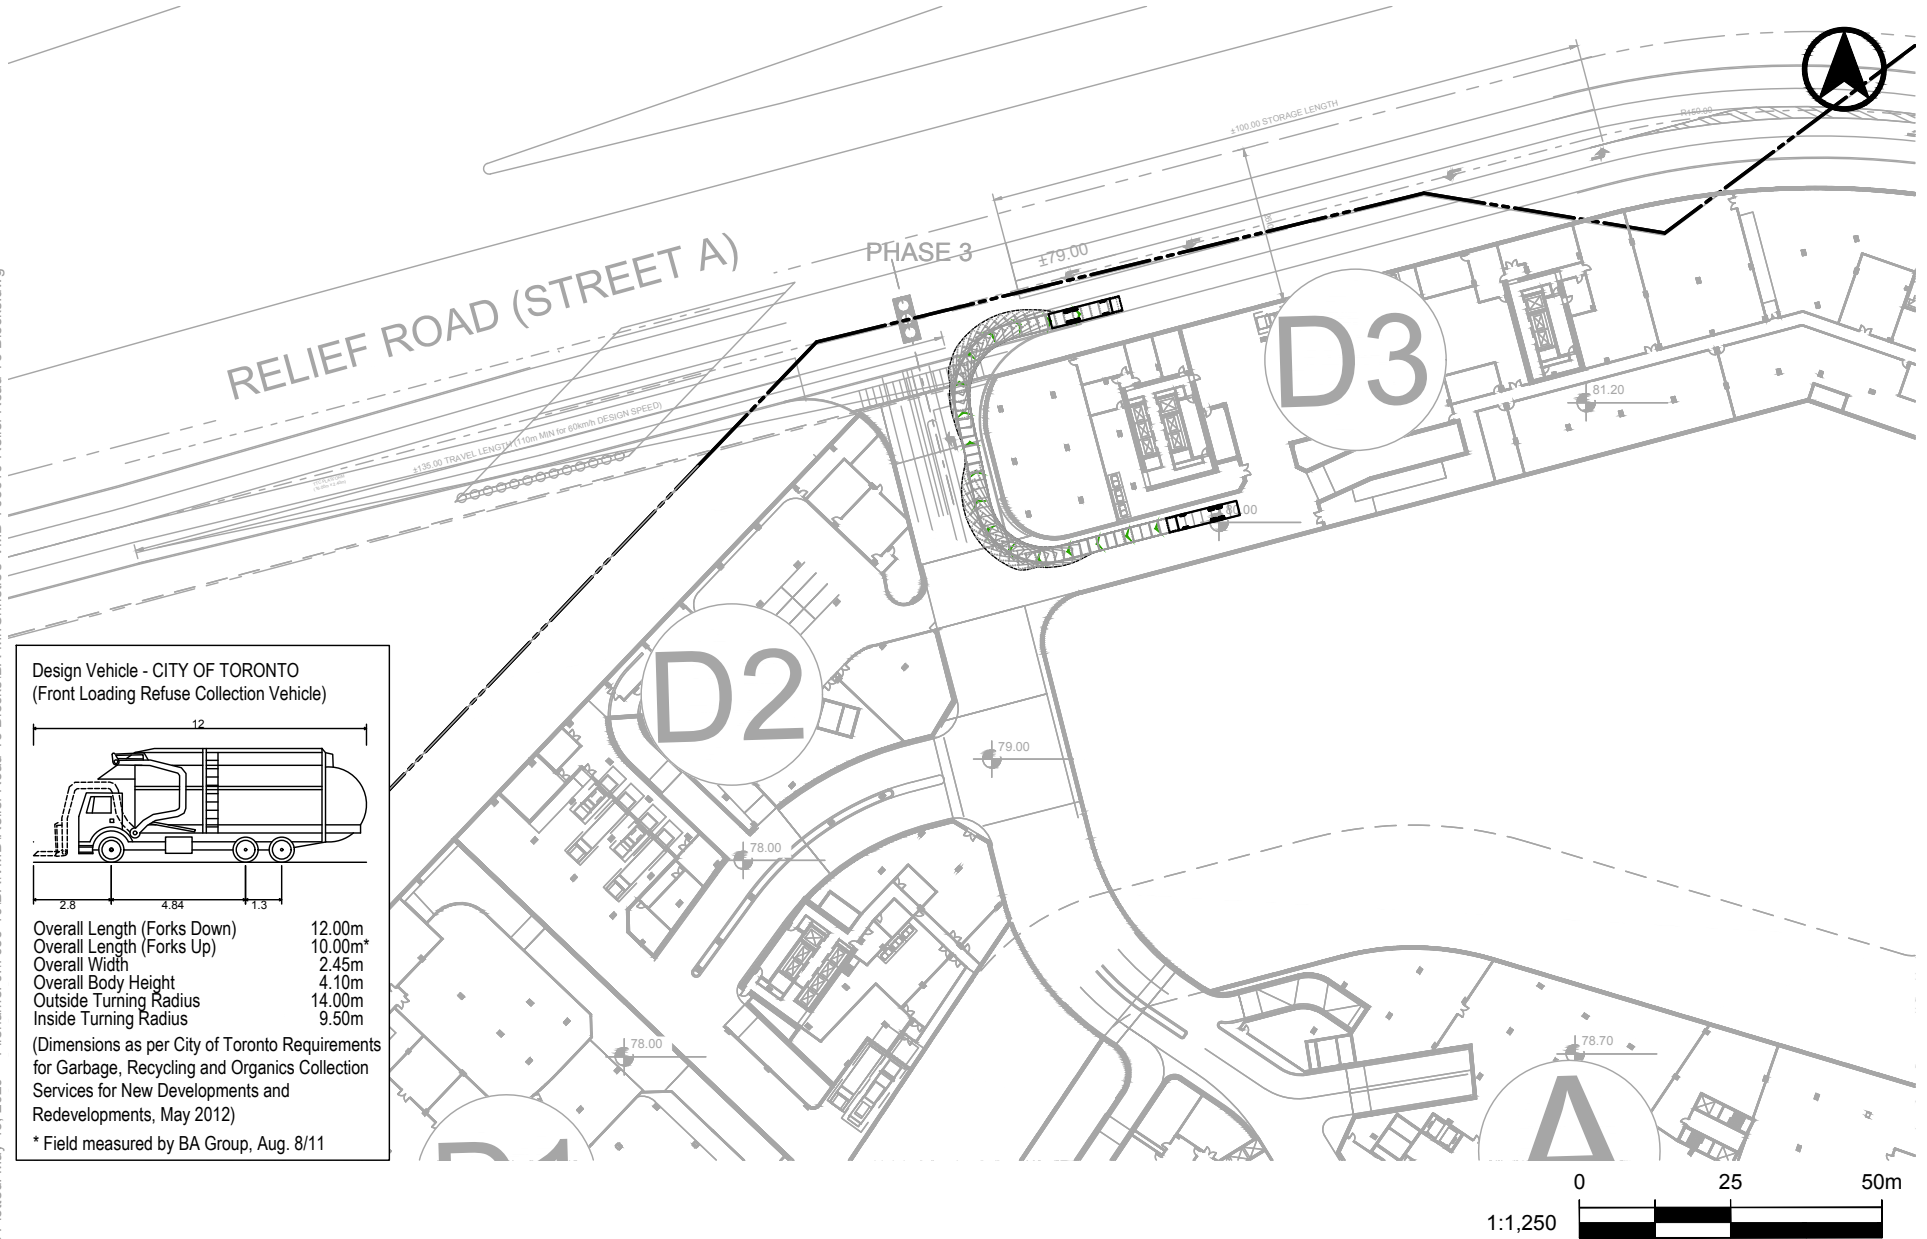 ±100.00 STORAGE LENGTH
R150.00
PHASE 3
±79.00
RELIEF ROAD (STREET A)
D3
81.20
±135.00 TRAVEL LENGTH (110m MIN for 60km/h DESIGN SPEED)
80.00
D2
79.00
78.00
78.00
78.70
D1
A
Design Vehicle - CITY OF TORONTO
(Front Loading Refuse Collection Vehicle)
12
2.8 4.84 1.3
Overall Length (Forks Down) 12.00m
Overall Length (Forks Up) 10.00m*
Overall Width 2.45m
Overall Body Height 4.10m
Outside Turning Radius 14.00m
Inside Turning Radius 9.50m
(Dimensions as per City of Toronto Requirements
for Garbage, Recycling and Organics Collection
Services for New Developments and
Redevelopments, May 2012)
* Field measured by BA Group, Aug. 8/11
0 25 50m
1:1,250